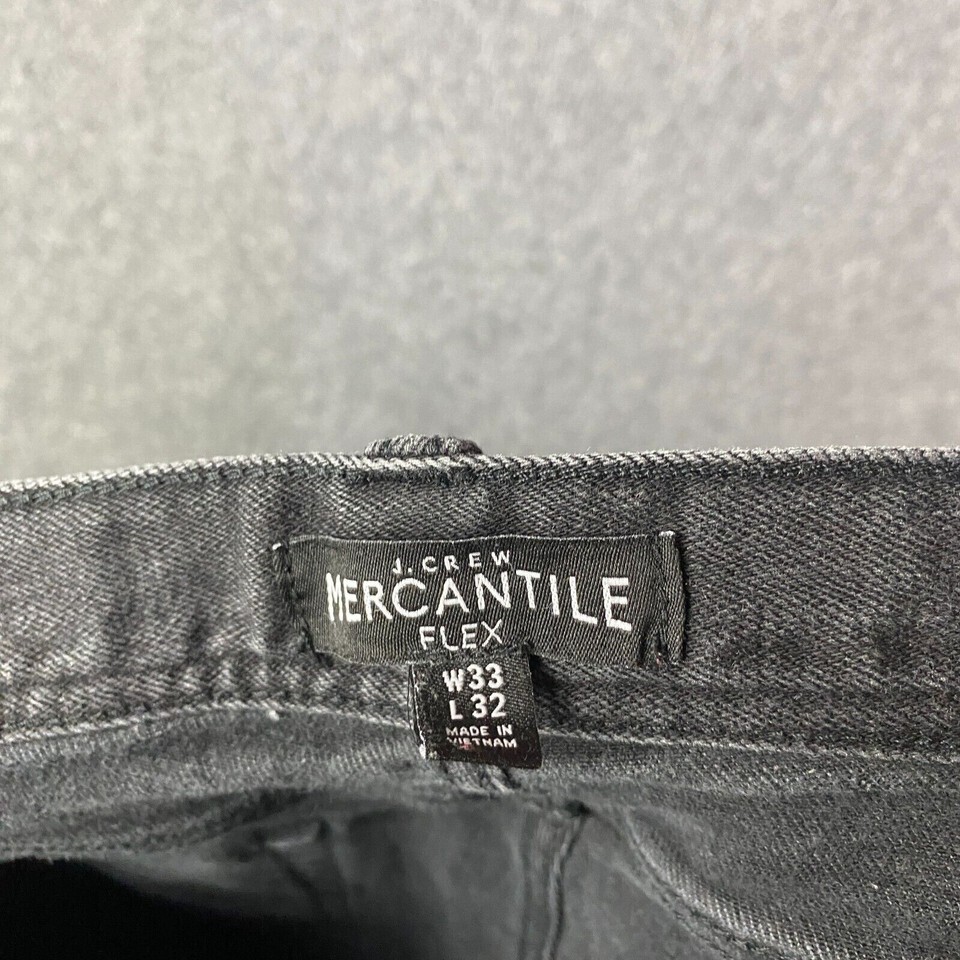 J.CREW
MERCANTILE
FLEX
W33
L 32
MADE IN
VIETNAM